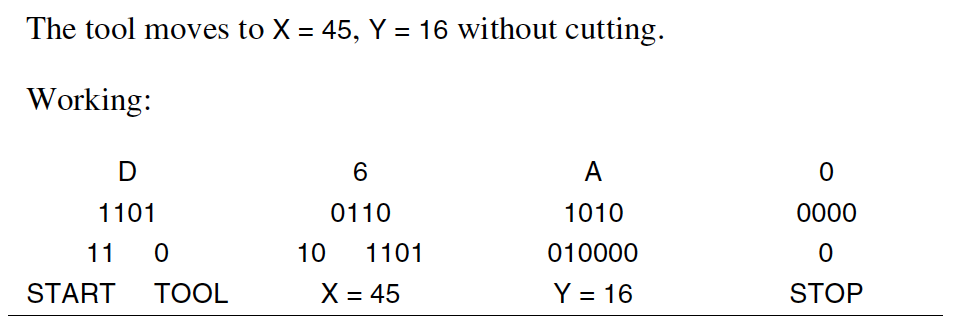 The tool moves to X = 45, Y = 16 without cutting.
Working:
D 6 A 0
1101 0110 1010 0000
11 0 10 1101 010000 0
START TOOL X = 45 Y = 16 STOP